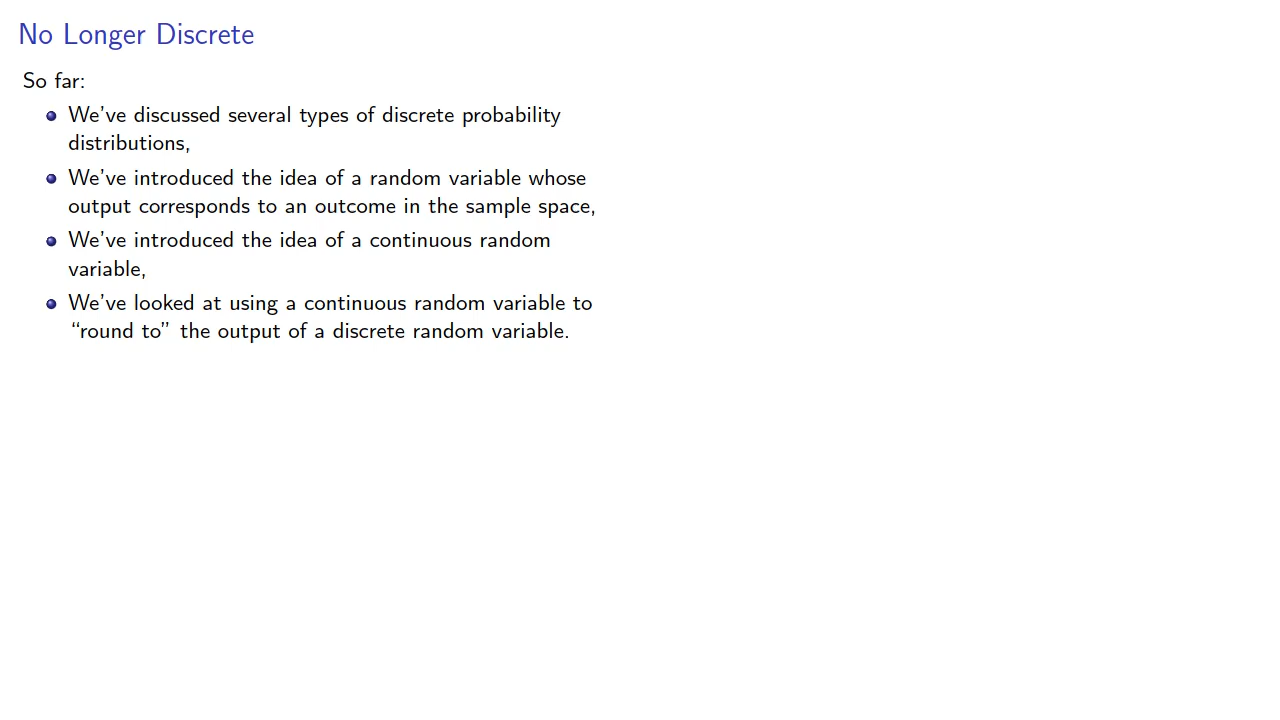 No Longer Discrete
So far:
We've discussed several types of discrete probability
distributions,
We've introduced the idea of a random variable whose
output corresponds to an outcome in the sample space,
We've introduced the idea of a continuous random
variable,
We've looked at using a continuous random variable to
“round to” the output of a discrete random variable.